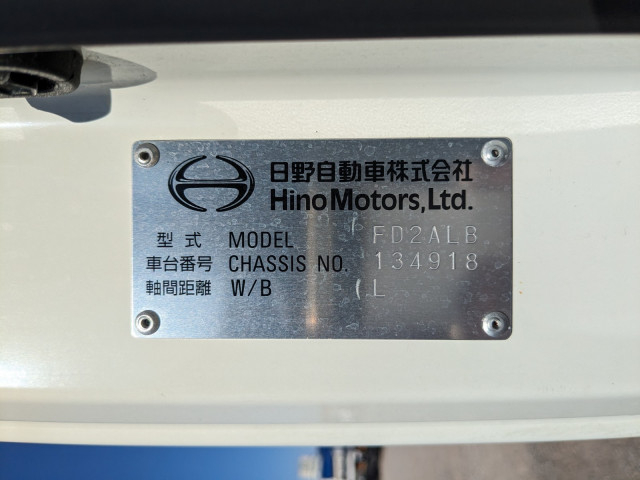 日野自動車株式会社
Hino Motors, Ltd.
型式 MODEL FD2ALB
車台番号 CHASSIS NO. 134918
軸間距離 W/B L